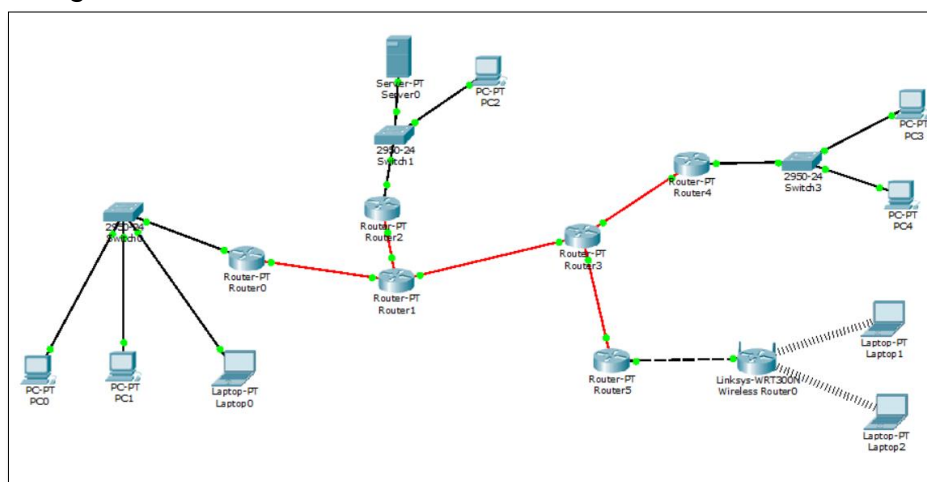 Server-PT
Server0
PC-PT
PC2
2950-24
Switch1
PC-PT
PC3
2950-24
Switch3
Router-PT
Router4
PC-PT
PC4
2950-24
Router-PT
Router2
Router-PT
Router3
Router-PT
Router0
Router-PT
Router1
Laptop-PT
Laptop1
PC-PT
PC0
PC-PT
PC1
Laptop-PT
Laptop0
Router-PT
Router5
Linksys-WRT300N
Wireless Router0
Laptop-PT
Laptop2